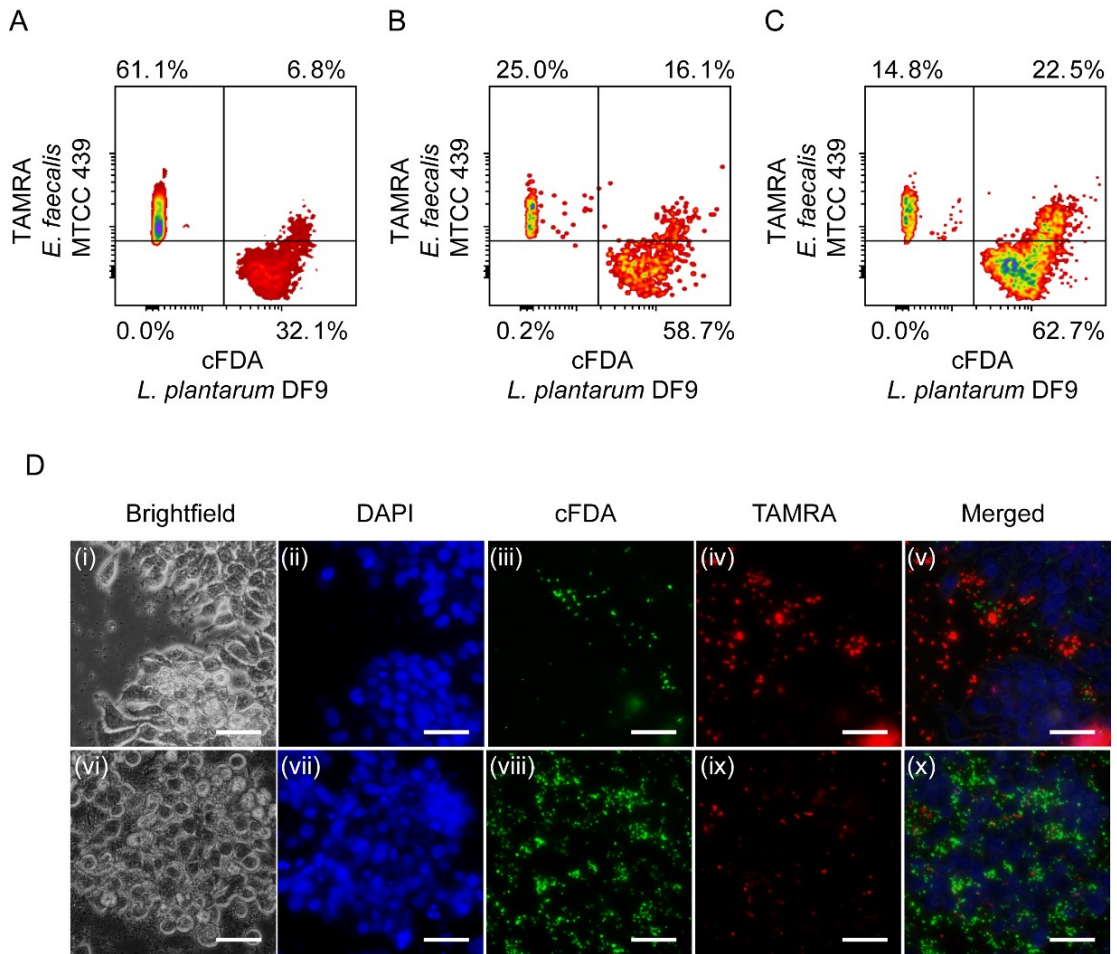 A
B
C
61.1% 6.8%
25.0% 16.1%
14.8% 22.5%
TAMRA
E. faecalis
MTCC 439
TAMRA
E. faecalis
MTCC 439
TAMRA
E. faecalis
MTCC 439
0.0% 32.1%
0.2% 58.7%
0.0% 62.7%
cFDA
L. plantarum DF9
cFDA
L. plantarum DF9
cFDA
L. plantarum DF9
D
Brightfield DAPI cFDA TAMRA Merged
(i) (ii) (iii) (iv) (v)
(vi) (vii) (viii) (ix) (x)